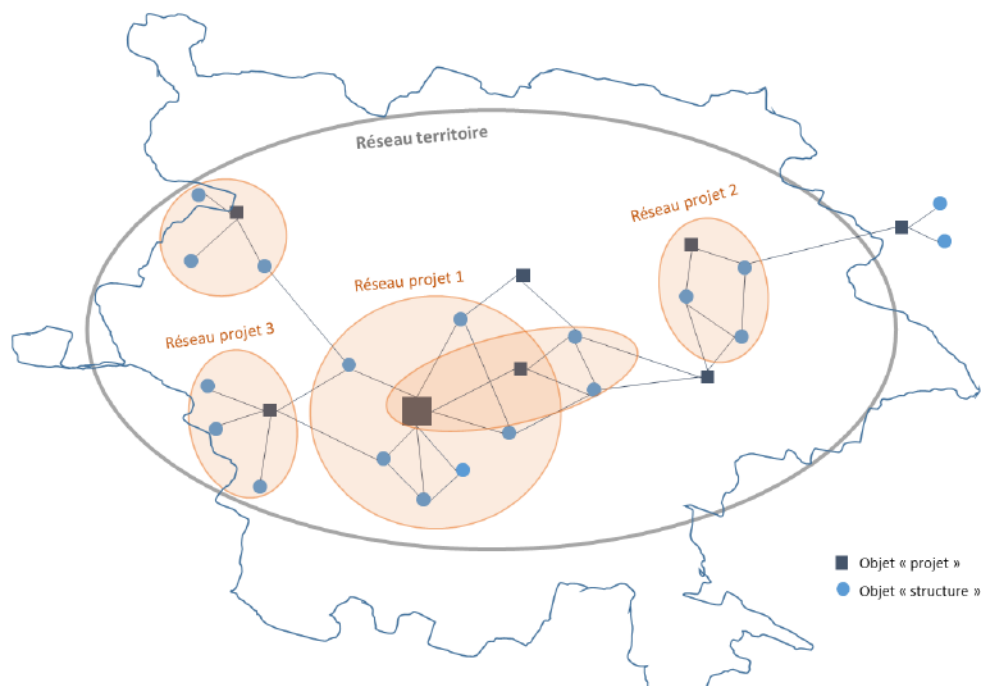 Réseau territoire
Réseau projet 2
Réseau projet 1
Réseau projet 3
Objet « projet »
Objet « structure »